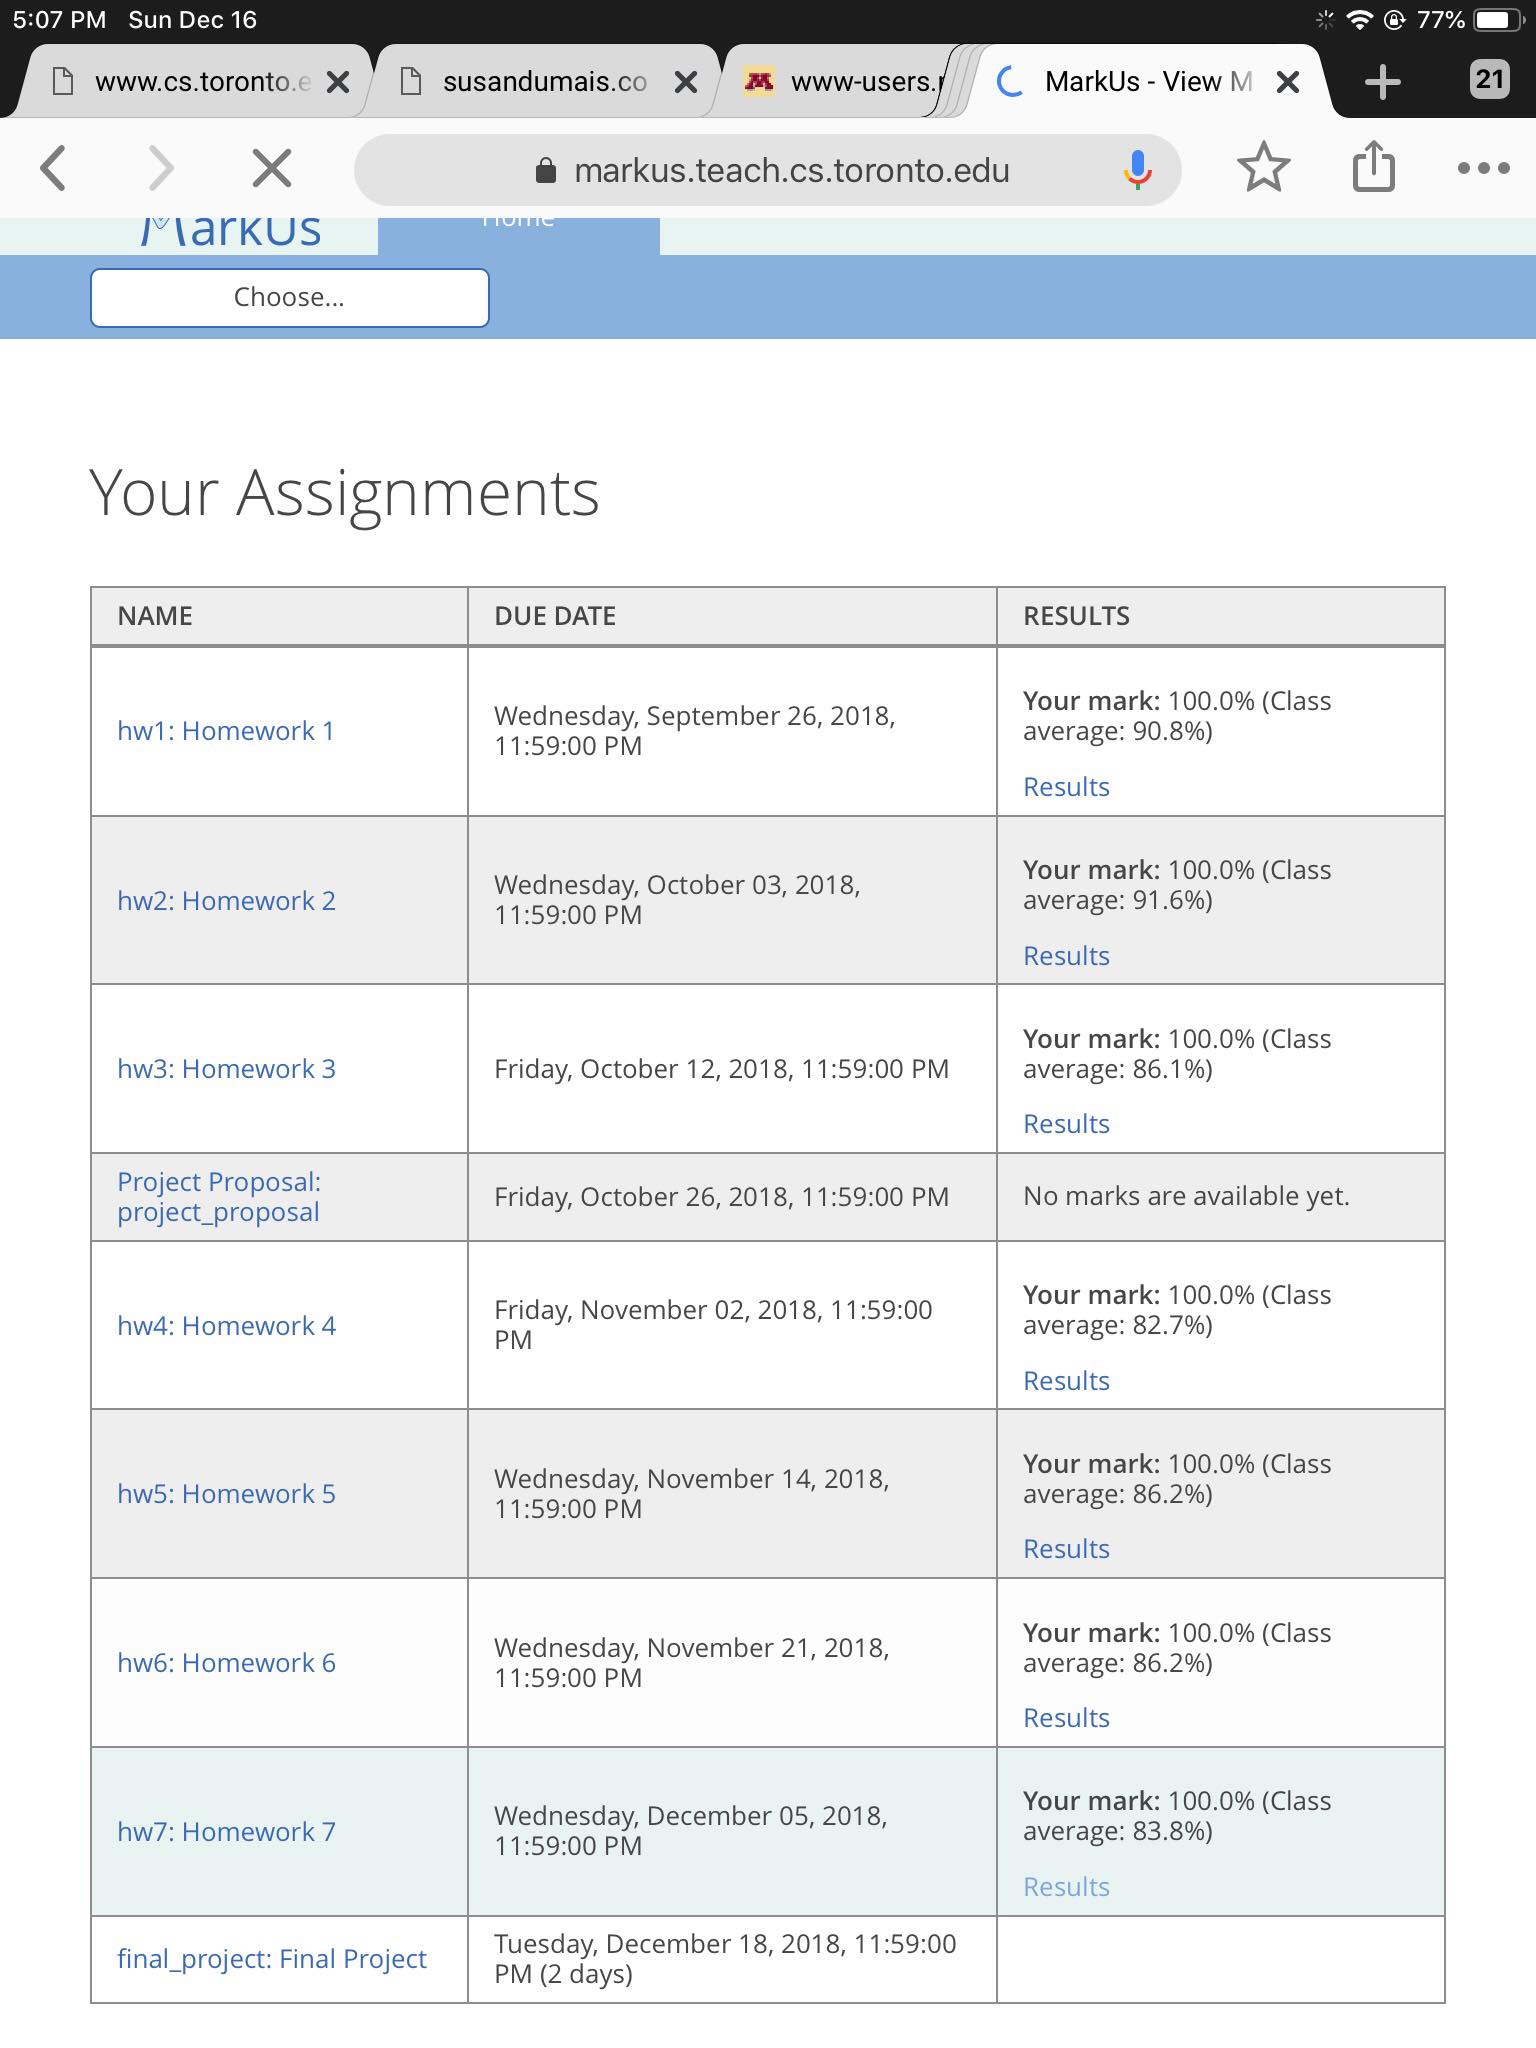 5:07 PM Sun Dec 16 77%
www.cs.toronto.e susandumais.co www-users. MarkUs - View M 21
markus.teach.cs.toronto.edu
MarkUs Home
Choose...
Your Assignments
NAME DUE DATE RESULTS
hw1: Homework 1
Wednesday, September 26, 2018,
11:59:00 PM
Your mark: 100.0% (Class
average: 90.8%)
Results
hw2: Homework 2
Wednesday, October 03, 2018,
11:59:00 PM
Your mark: 100.0% (Class
average: 91.6%)
Results
hw3: Homework 3
Friday, October 12, 2018, 11:59:00 PM
Your mark: 100.0% (Class
average: 86.1%)
Results
Project Proposal:
project_proposal
Friday, October 26, 2018, 11:59:00 PM
No marks are available yet.
hw4: Homework 4
Friday, November 02, 2018, 11:59:00
PM
Your mark: 100.0% (Class
average: 82.7%)
Results
hw5: Homework 5
Wednesday, November 14, 2018,
11:59:00 PM
Your mark: 100.0% (Class
average: 86.2%)
Results
hw6: Homework 6
Wednesday, November 21, 2018,
11:59:00 PM
Your mark: 100.0% (Class
average: 86.2%)
Results
hw7: Homework 7
Wednesday, December 05, 2018,
11:59:00 PM
Your mark: 100.0% (Class
average: 83.8%)
Results
final_project: Final Project
Tuesday, December 18, 2018, 11:59:00
PM (2 days)